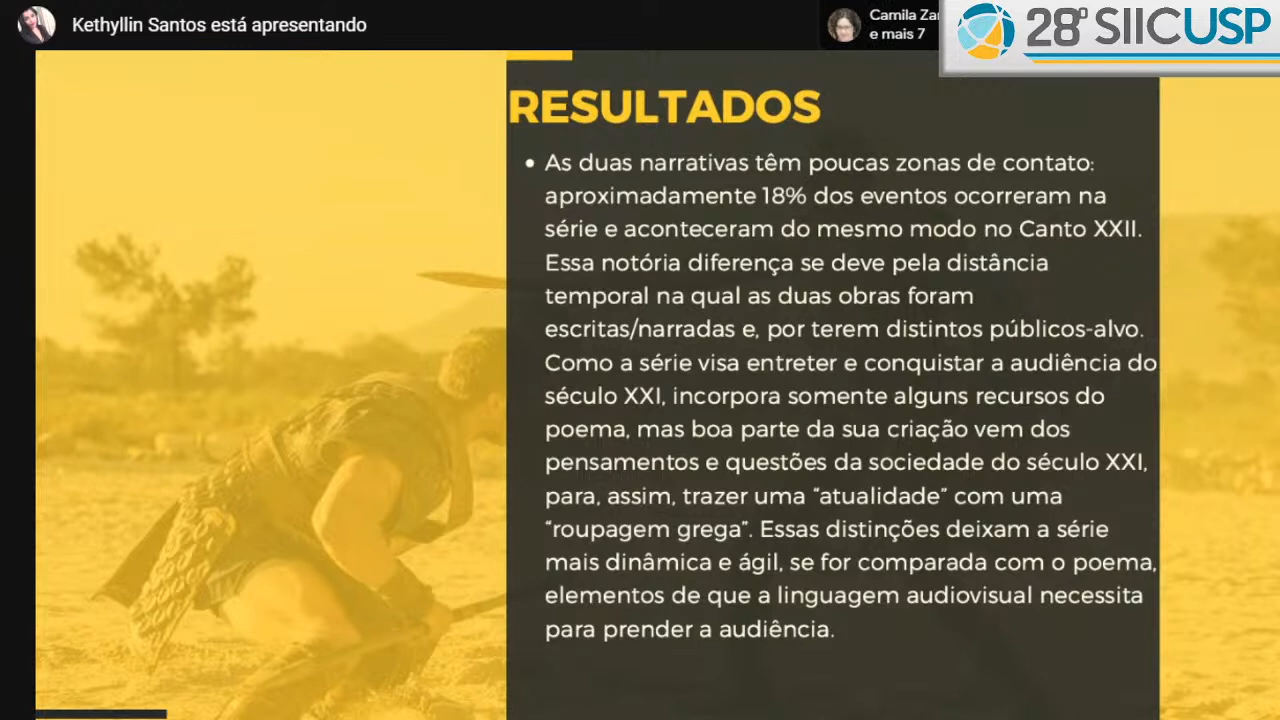 Kethyllin Santos está apresentando
Camila Za
e mais 7
28º SIICUSP
RESULTADOS
• As duas narrativas têm poucas zonas de contato:
aproximadamente 18% dos eventos ocorreram na
série e aconteceram do mesmo modo no Canto XXII.
Essa notória diferença se deve pela distância
temporal na qual as duas obras foram
escritas/narradas e, por terem distintos públicos-alvo.
Como a série visa entreter e conquistar a audiência do
século XXI, incorpora somente alguns recursos do
poema, mas boa parte da sua criação vem dos
pensamentos e questões da sociedade do século XXI,
para, assim, trazer uma “atualidade” com uma
“roupagem grega”. Essas distinções deixam a série
mais dinâmica e ágil, se for comparada com o poema,
elementos de que a linguagem audiovisual necessita
para prender a audiência.